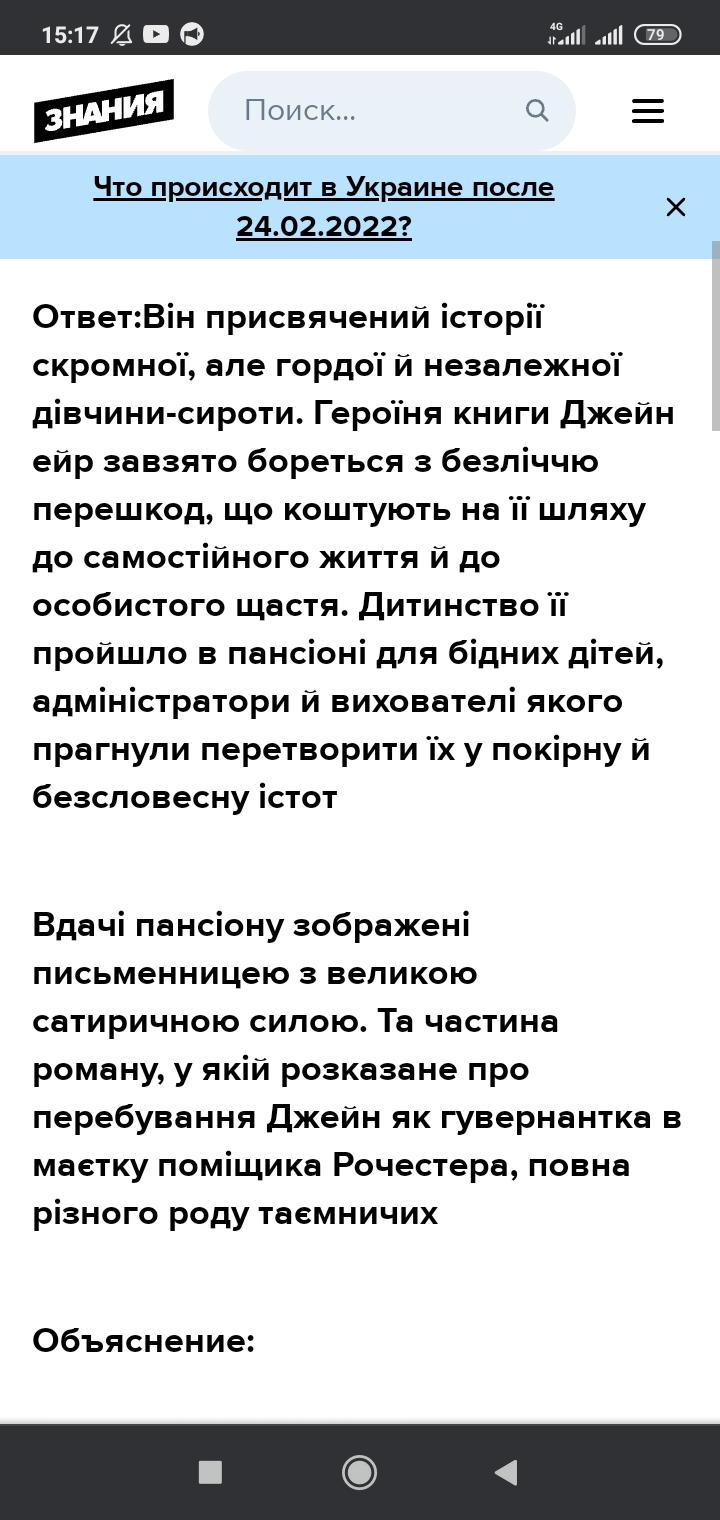 15:17
4G
79
ЗНАНИЯ
Поиск...
Что происходит в Украине после
24.02.2022?
Ответ:Він присвячений історії
скромної, але гордої й незалежної
дівчини-сироти. Героїня книги Джейн
ейр завзято бореться з безліччю
перешкод, що коштують на її шляху
до самостійного життя й до
особистого щастя. Дитинство її
пройшло в пансіоні для бідних дітей,
адміністратори й вихователі якого
прагнули перетворити їх у покірну й
безсловесну істот
Вдачі пансіону зображені
письменницею з великою
сатиричною силою. Та частина
роману, у якій розказане про
перебування Джейн як гувернантка в
маєтку поміщика Рочестера, повна
різного роду таємничих
Объяснение: